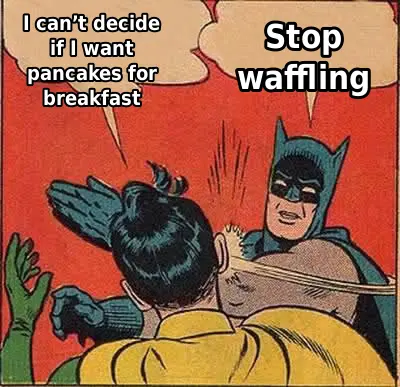 I can't decide
if I want
pancakes for
breakfast
Stop
waffling